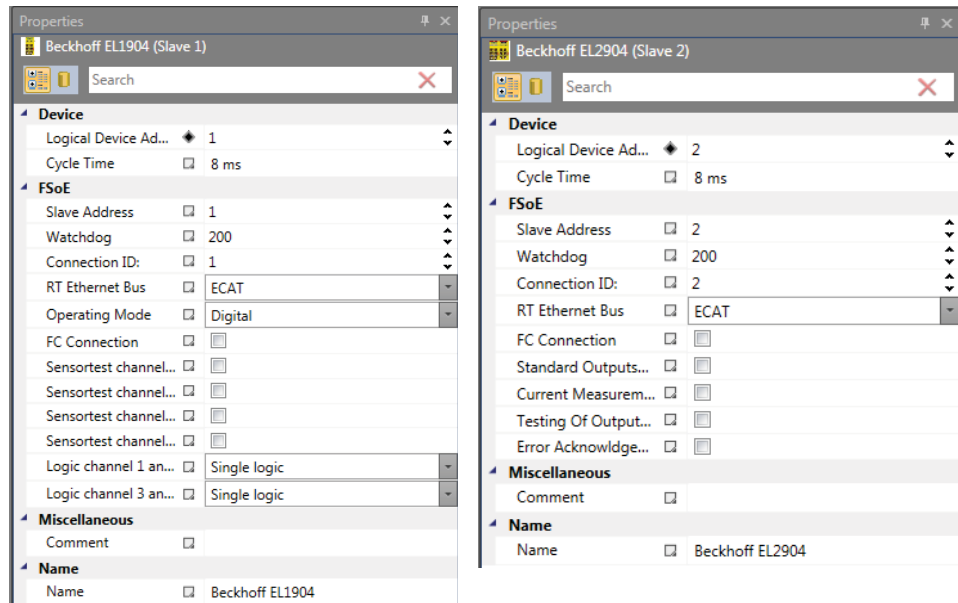 Properties
Beckhoff EL1904 (Slave 1)
Search
Device
Logical Device Ad... 1
Cycle Time 8 ms
FSoE
Slave Address 1
Watchdog 200
Connection ID: 1
RT Ethernet Bus ECAT
Operating Mode Digital
FC Connection
Sensortest channel...
Sensortest channel...
Sensortest channel...
Sensortest channel...
Logic channel 1 an... Single logic
Logic channel 3 an... Single logic
Miscellaneous
Comment
Name
Name Beckhoff EL1904
Properties
Beckhoff EL2904 (Slave 2)
Search
Device
Logical Device Ad... 2
Cycle Time 8 ms
FSoE
Slave Address 2
Watchdog 200
Connection ID: 2
RT Ethernet Bus ECAT
FC Connection
Standard Outputs...
Current Measurem...
Testing Of Output...
Error Acknowldge...
Miscellaneous
Comment
Name
Name Beckhoff EL2904